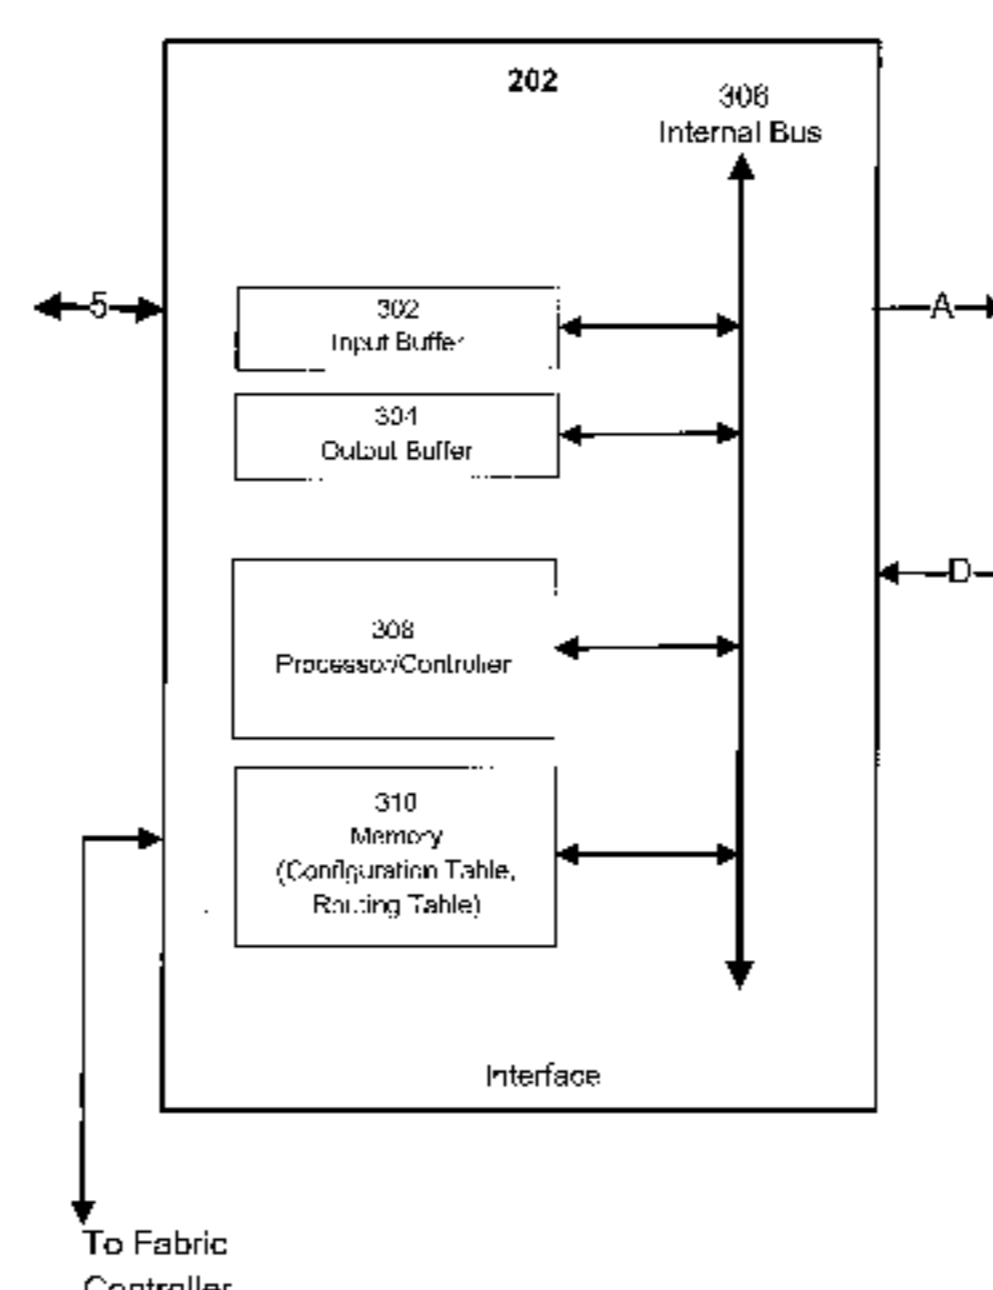 202
306
Internal Bus
5
302
Input Buffer
A
304
Output Buffer
D
308
Processor/Controller
310
Memory
(Configuration Table,
Routing Table)
Interface
To Fabric
Controller